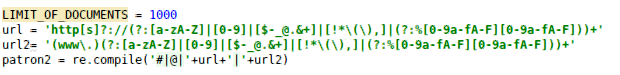 LIMIT_OF_DOCUMENTS = 1000
url = 'http[s]?://(?:[a-zA-Z]|[0-9]|[$-_@.&+]|[!*\(\),]|(?:%[0-9a-fA-F][0-9a-fA-F]))+'
url2= '(www\.)(?:[a-zA-Z]|[0-9]|[$-_@.&+]|[!*\(\),]|(?:%[0-9a-fA-F][0-9a-fA-F]))+'
patron2 = re.compile('#|@|'+url+'|'+url2)